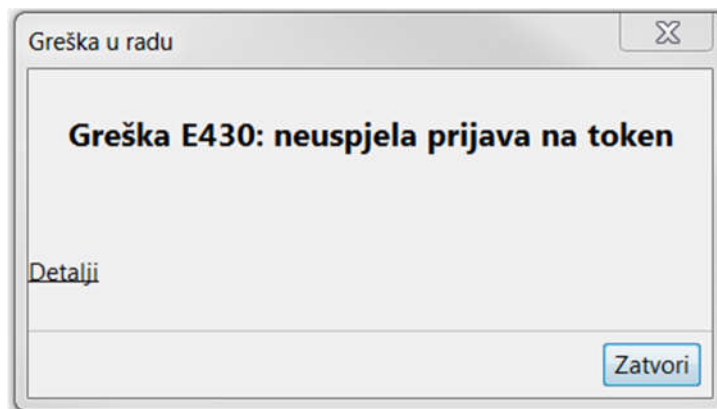 Greška u radu
Greška E430: neuspjela prijava na token
Detalji
Zatvori